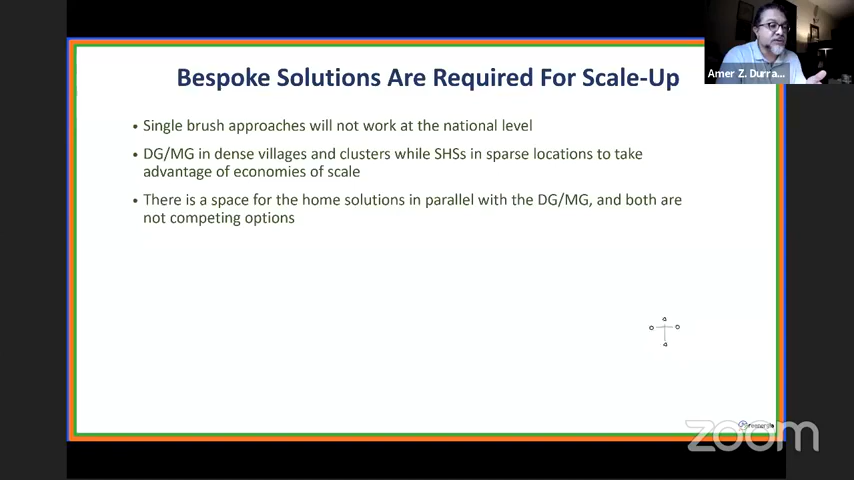 Bespoke Solutions Are Required For Scale-Up
Amer Z. Durra...
• Single brush approaches will not work at the national level
• DG/MG in dense villages and clusters while SHSs in sparse locations to take
advantage of economies of scale
• There is a space for the home solutions in parallel with the DG/MG, and both are
not competing options
zoom